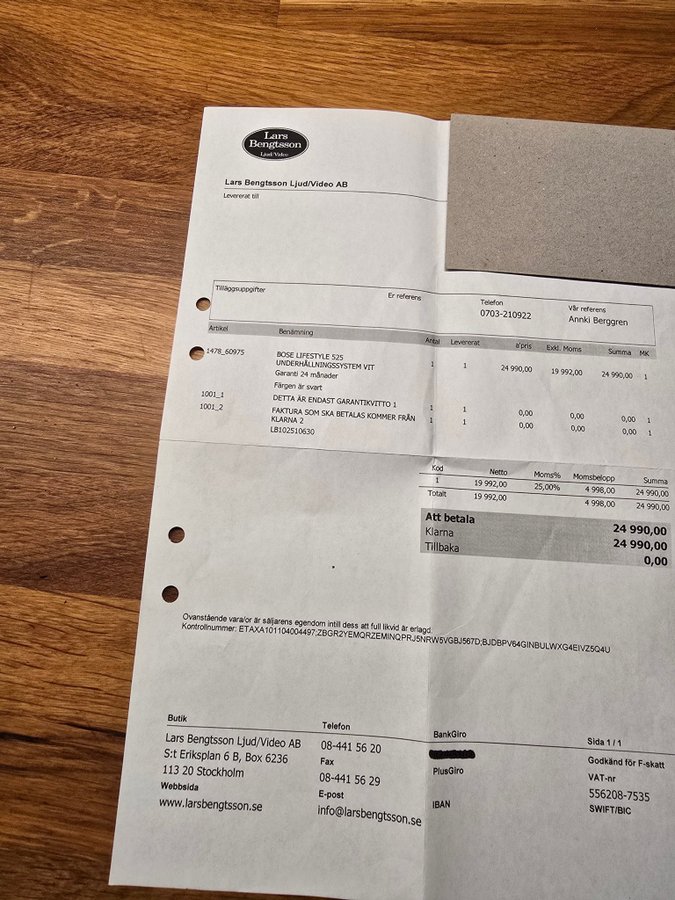 Lars
Bengtsson
Ljud/Video
Lars Bengtsson Ljud/Video AB
Levererat till
Tilläggsuppgifter Er referens Telefon Vår referens
0703-210922 Annki Berggren
Artikel Benämning Antal Levererat a'pris Exkl. Moms Summa MK
1478_60975 BOSE LIFESTYLE 525 1 1 24 990,00 19 992,00 24 990,00 1
UNDERHÅLLNINGSSYSTEM VIT
Garanti 24 månader
Färgen är svart
1001_1 DETTA ÄR ENDAST GARANTIKVITTO 1 1 1 0,00 0,00 0,00 1
1001_2 FAKTURA SOM SKA BETALAS KOMMER FRÅN 1 1 0,00 0,00 0,00 1
KLARNA 2
LB102510630
Kod Netto Moms% Momsbelopp Summa
1 19 992,00 25,00% 4 998,00 24 990,00
Totalt 19 992,00 4 998,00 24 990,00
Att betala 24 990,00
Klarna 24 990,00
Tillbaka 0,00
Ovanstående vara/or är säljarens egendom intill dess att full likvid är erlagd.
Kontrollnummer: ETAXA101104004497;ZBGR2YEMQRZEMINQPRJ5NRW5VGBJ567D;BJDBPV64GINBULWXG4EIVZ5Q4U
Butik Telefon BankGiro Sida 1 / 1
Lars Bengtsson Ljud/Video AB 08-441 56 20 Godkänd för F-skatt
S:t Eriksplan 6 B, Box 6236 Fax PlusGiro VAT-nr
113 20 Stockholm 08-441 56 29 556208-7535
Webbsida E-post IBAN SWIFT/BIC
www.larsbengtsson.se info@larsbengtsson.se